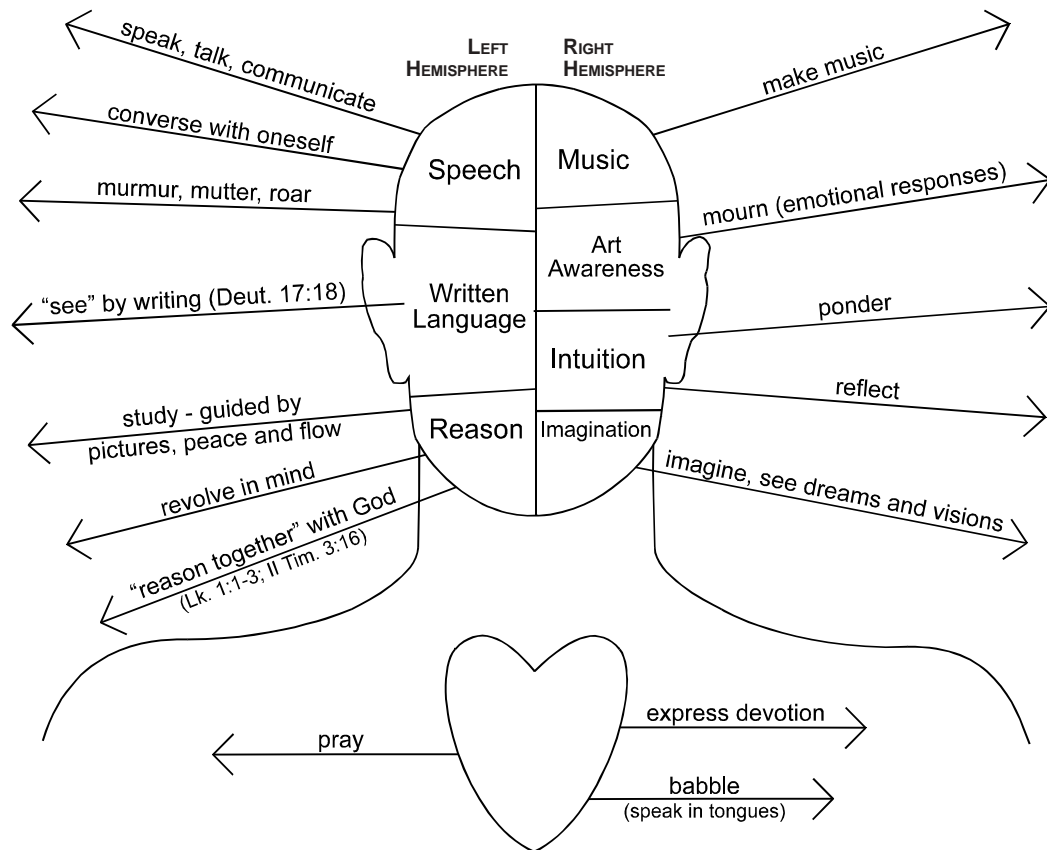 LEFT
HEMISPHERE
RIGHT
HEMISPHERE
speak, talk, communicate
converse with oneself
murmur, mutter, roar
“see” by writing (Deut. 17:18)
study - guided by
pictures, peace and flow
revolve in mind
“reason together” with God
(Lk. 1:1-3; II Tim. 3:16)
Speech
Written
Language
Reason
Music
Art
Awareness
Intuition
Imagination
make music
mourn (emotional responses)
ponder
reflect
imagine, see dreams and visions
pray
express devotion
babble
(speak in tongues)